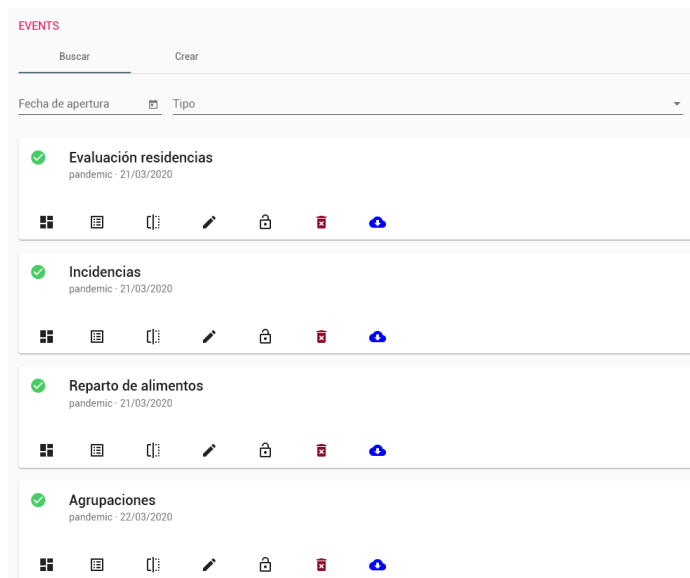 EVENTS
Buscar Crear
Fecha de apertura Tipo
Evaluación residencias
pandemic · 21/03/2020
Incidencias
pandemic · 21/03/2020
Reparto de alimentos
pandemic · 21/03/2020
Agrupaciones
pandemic · 22/03/2020